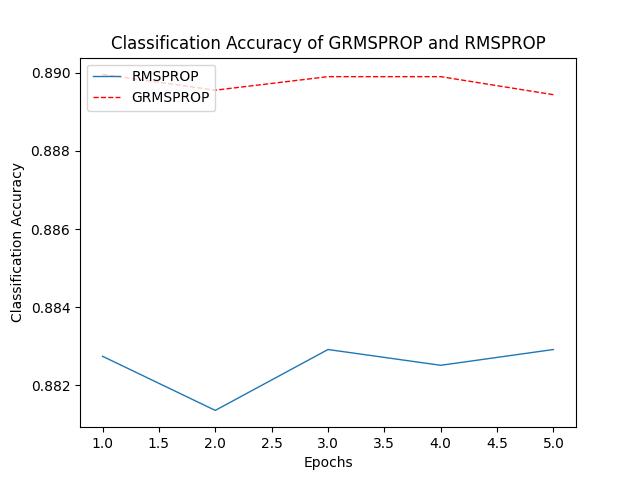 Classification Accuracy of GRMSPROP and RMSPROP
RMSPROP
GRMSPROP
Classification Accuracy
0.890
0.888
0.886
0.884
0.882
1.0 1.5 2.0 2.5 3.0 3.5 4.0 4.5 5.0
Epochs